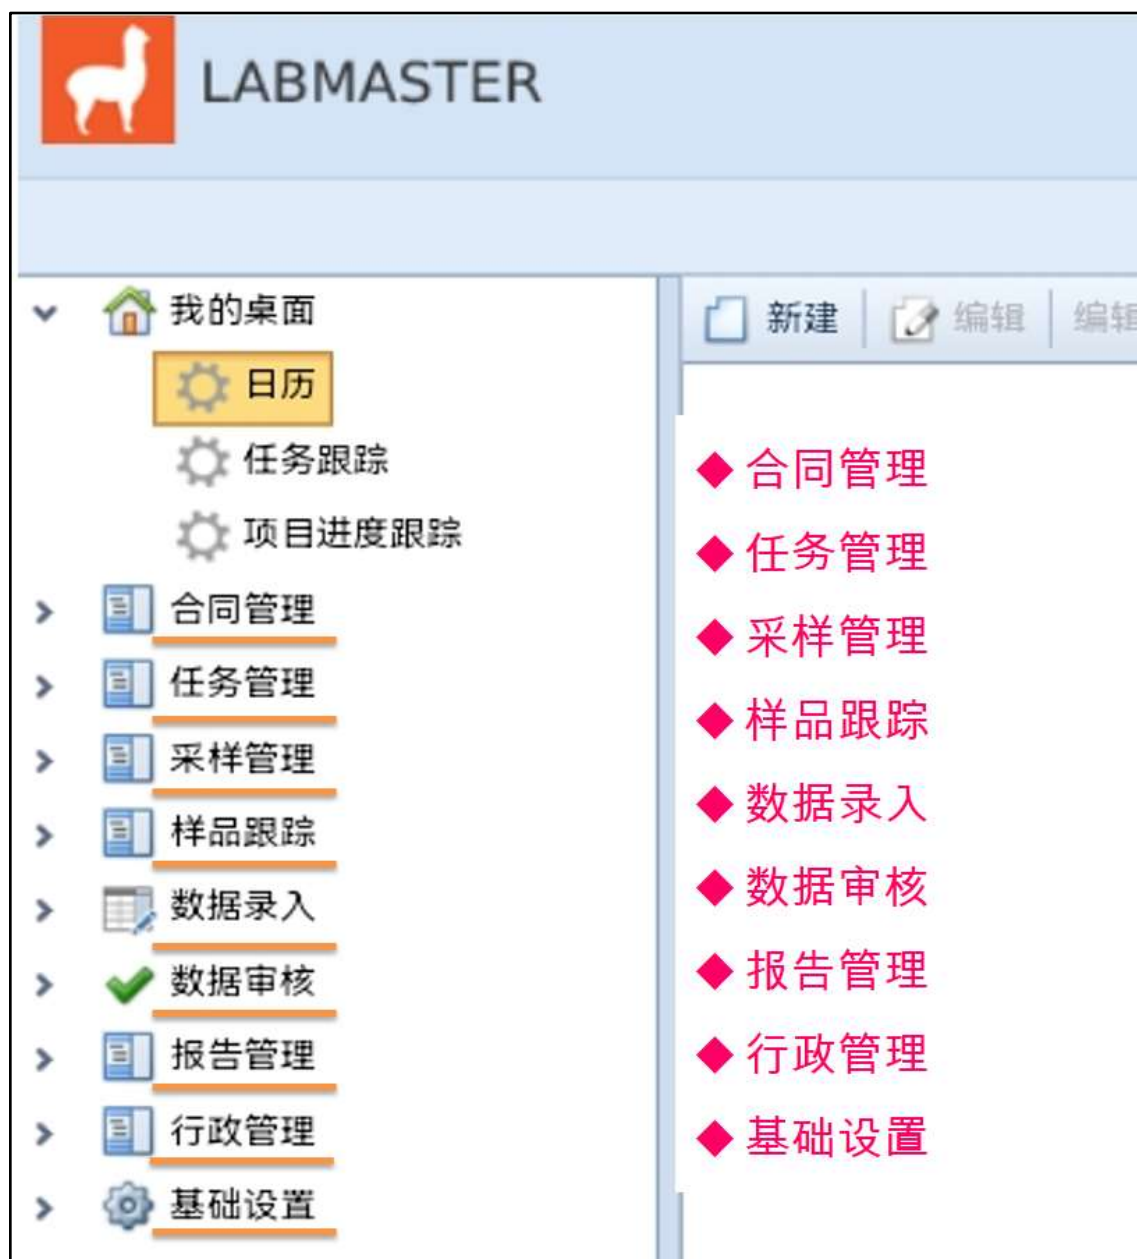 LABMASTER
我的桌面
日历
任务跟踪
项目进度跟踪
合同管理
任务管理
采样管理
样品跟踪
数据录入
数据审核
报告管理
行政管理
基础设置
新建 编辑 编辑
◆ 合同管理
◆ 任务管理
◆ 采样管理
◆ 样品跟踪
◆ 数据录入
◆ 数据审核
◆ 报告管理
◆ 行政管理
◆ 基础设置